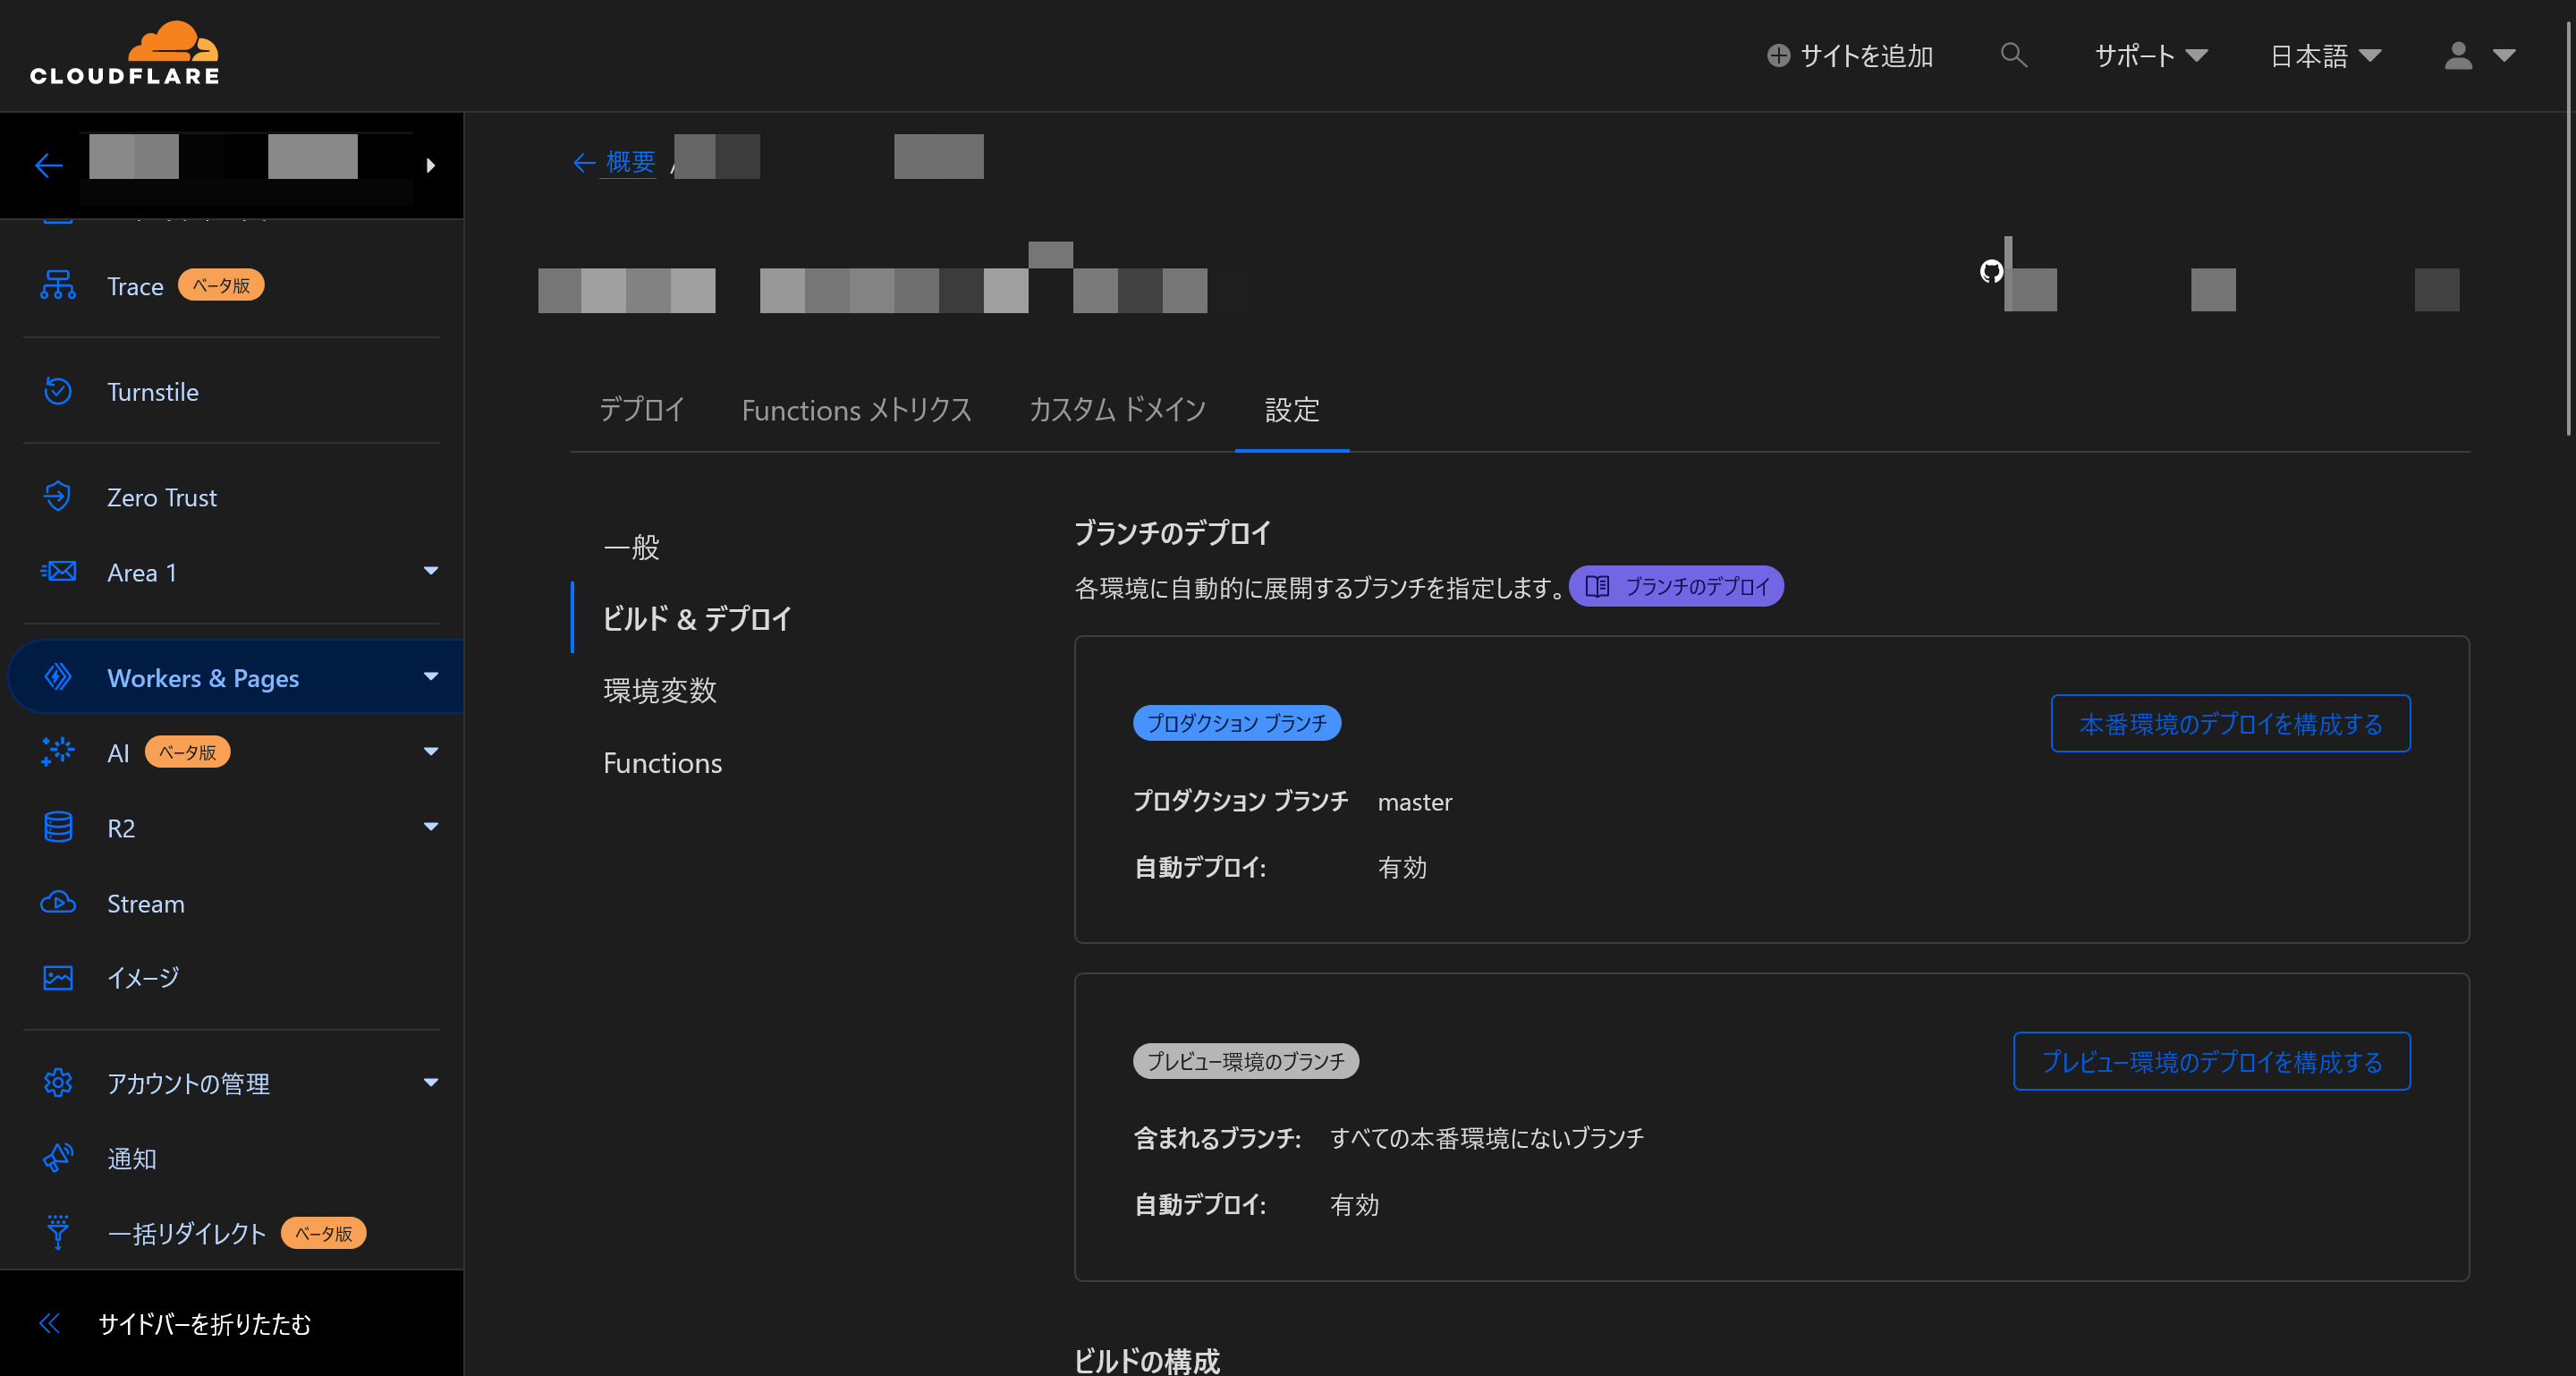 CLOUDFLARE
サイトを追加
サポート
日本語
概要 /
Trace ベータ版
Turnstile
Zero Trust
Area 1
Workers & Pages
AI ベータ版
R2
Stream
イメージ
アカウントの管理
通知
一括リダイレクト ベータ版
サイドバーを折りたたむ
デプロイ Functions メトリクス カスタム ドメイン 設定
一般
ビルド & デプロイ
環境変数
Functions
ブランチのデプロイ
各環境に自動的に展開するブランチを指定します。 ブランチのデプロイ
プロダクション ブランチ
本番環境のデプロイを構成する
プロダクション ブランチ master
自動デプロイ: 有効
プレビュー環境のブランチ
プレビュー環境のデプロイを構成する
含まれるブランチ: すべての本番環境にないブランチ
自動デプロイ: 有効
ビルドの構成